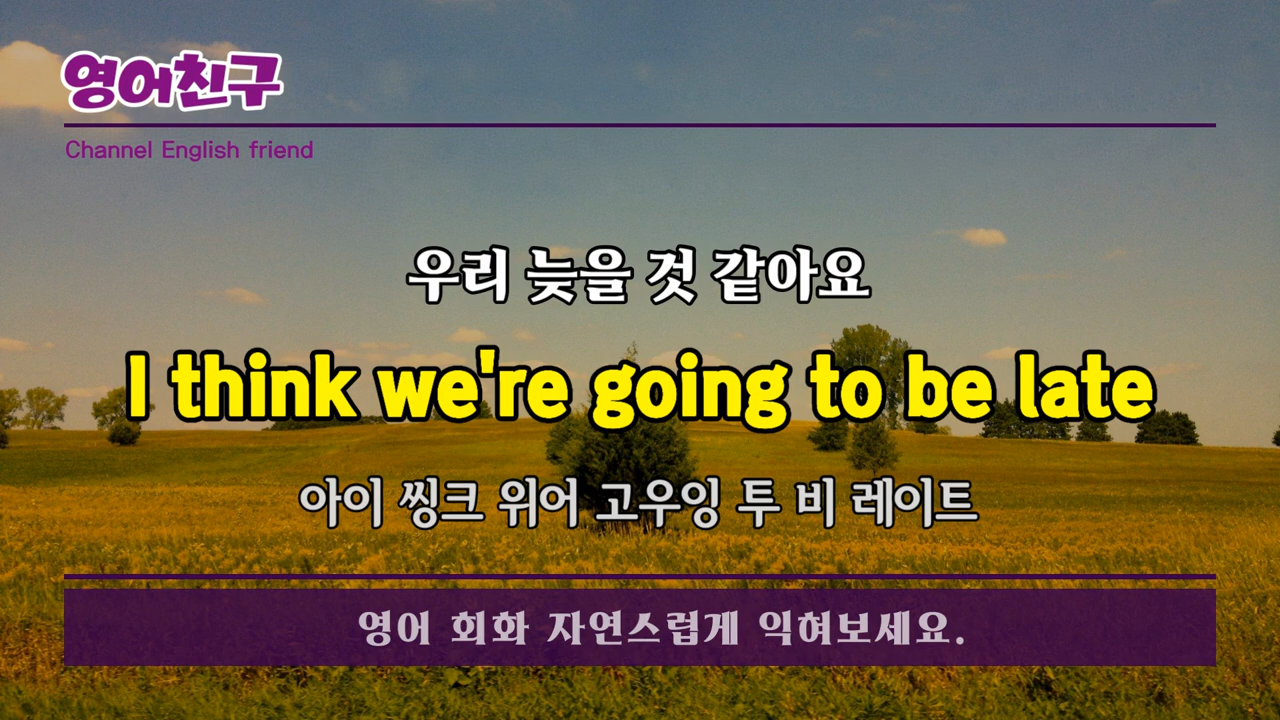 영어친구
Channel English friend
우리 늦을 것 같아요
I think we're going to be late
아이 씽크 위어 고우잉 투 비 레이트
영어 회화 자연스럽게 익혀보세요.